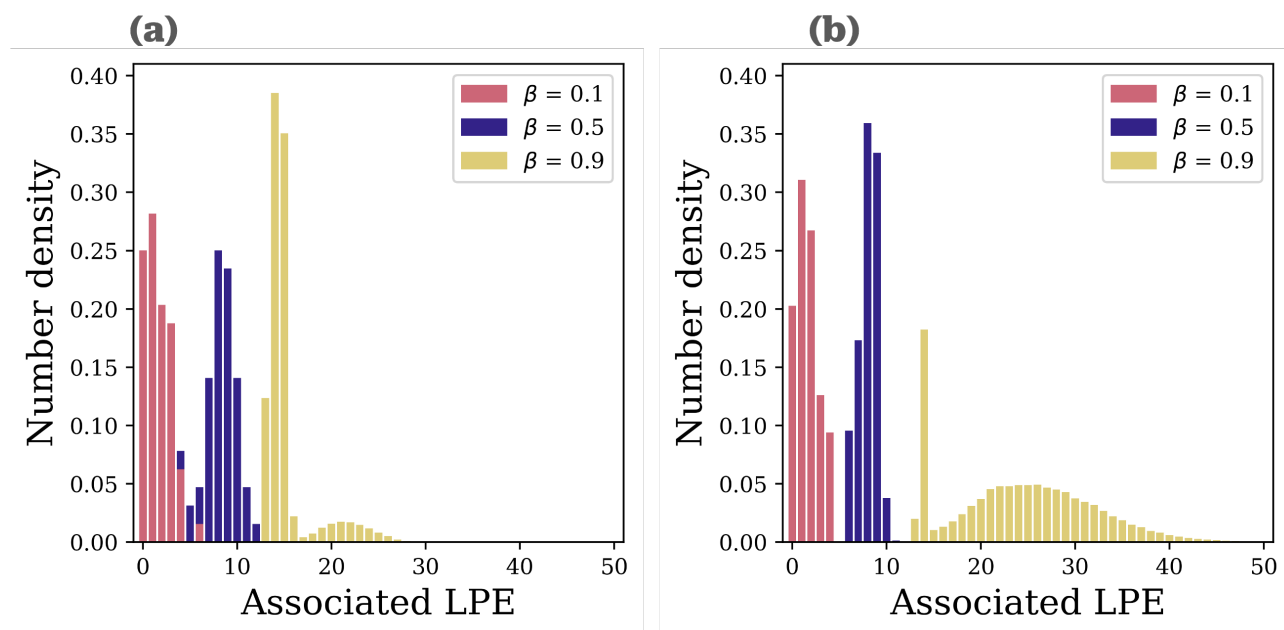 (a)
Number density
0.40
0.35
0.30
0.25
0.20
0.15
0.10
0.05
0.00
β = 0.1
β = 0.5
β = 0.9
0 10 20 30 40 50
Associated LPE
(b)
Number density
0.40
0.35
0.30
0.25
0.20
0.15
0.10
0.05
0.00
β = 0.1
β = 0.5
β = 0.9
0 10 20 30 40 50
Associated LPE